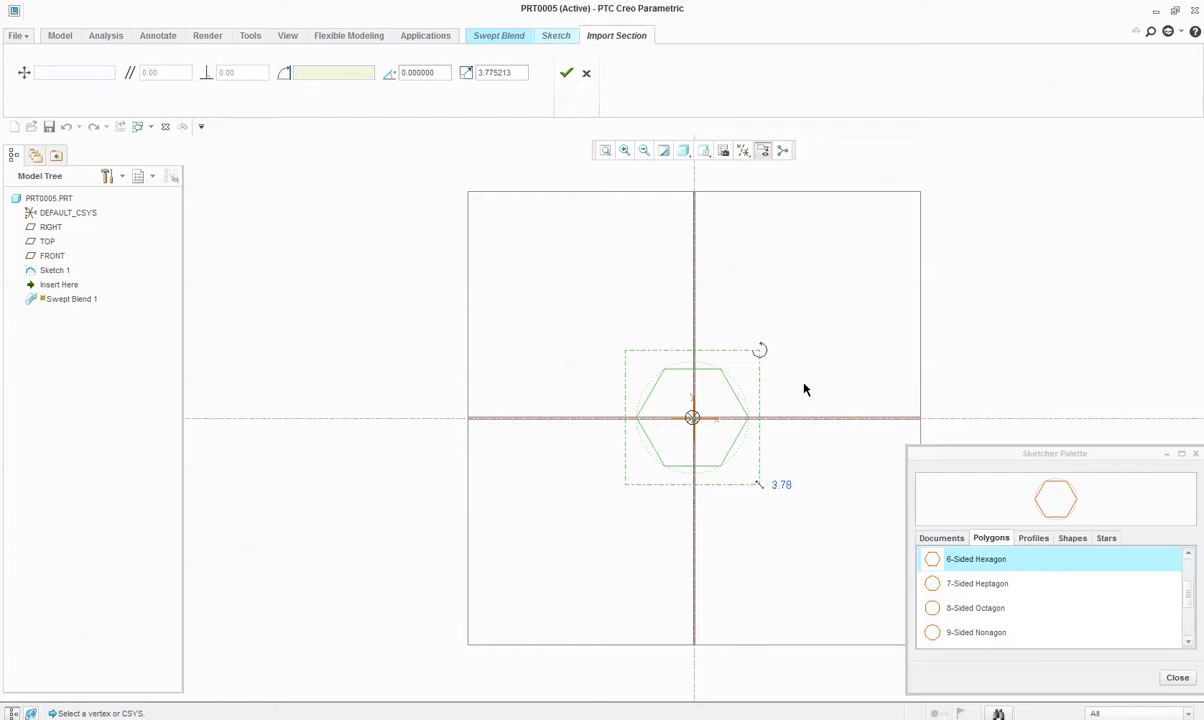 PRT0005 (Active) - PTC Creo Parametric
File Model Analysis Annotate Render Tools View Flexible Modeling Applications Swept Blend Sketch Import Section
0.00 0.00 0.000000 3.775213
Model Tree
PRT0005.PRT
DEFAULT_CSYS
RIGHT
TOP
FRONT
Sketch 1
Insert Here
Swept Blend 1
y
x
3.78
Sketcher Palette
Documents Polygons Profiles Shapes Stars
6-Sided Hexagon
7-Sided Heptagon
8-Sided Octagon
9-Sided Nonagon
Close
Select a vertex or CSYS.
All